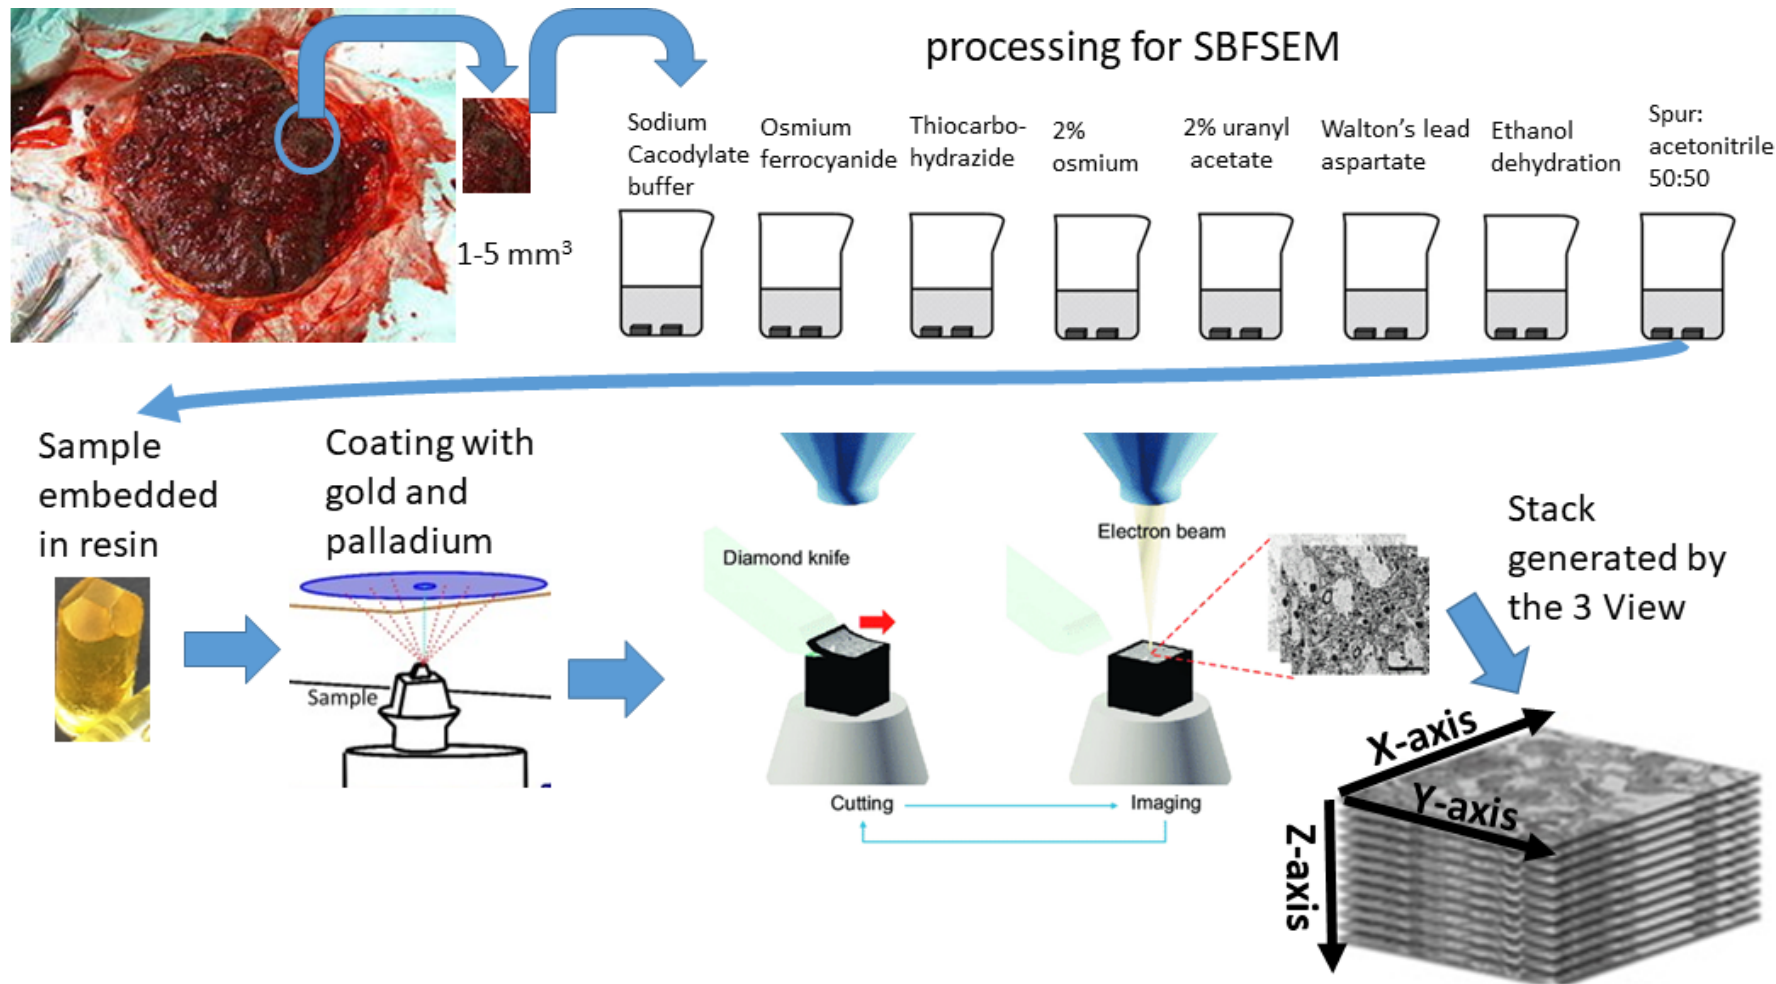 processing for SBFSEM
1-5 mm³
Sodium
Cacodylate
buffer
Osmium
ferrocyanide
Thiocarbo-
hydrazide
2%
osmium
2% uranyl
acetate
Walton's lead
aspartate
Ethanol
dehydration
Spur:
acetonitrile
50:50
Sample
embedded
in resin
Coating with
gold and
palladium
Sample
Diamond knife
Electron beam
Cutting
Imaging
Stack
generated by
the 3 View
X-axis
Y-axis
Z-axis